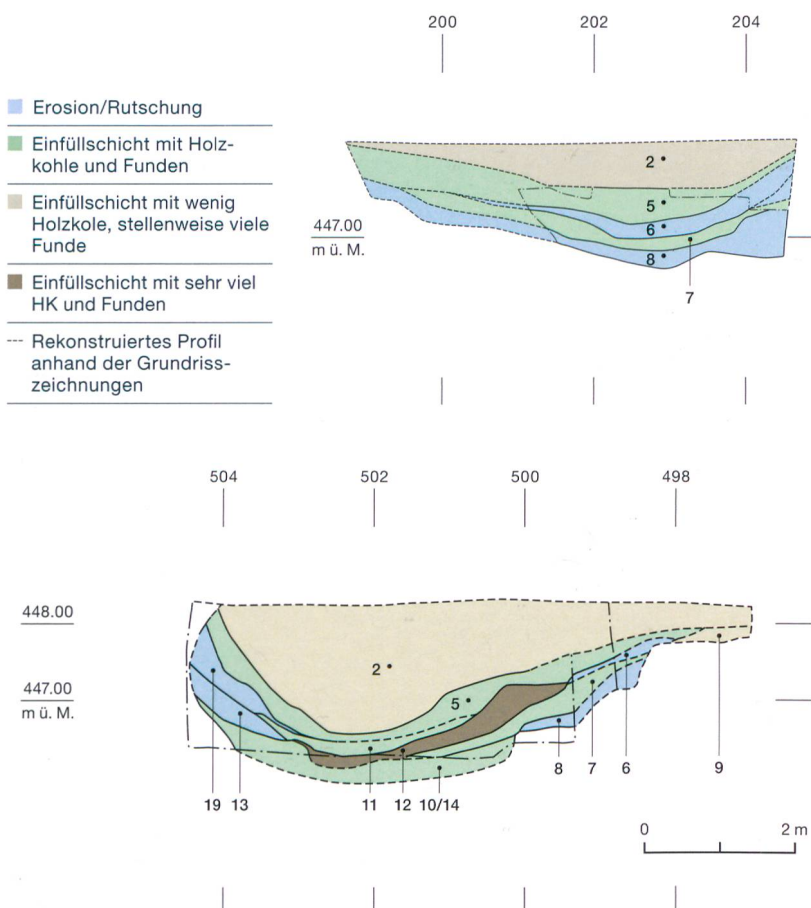 200 202 204
Erosion/Rutschung
Einfüllschicht mit Holz-
kohle und Funden
Einfüllschicht mit wenig
Holzkole, stellenweise viele
Funde
Einfüllschicht mit sehr viel
HK und Funden
Rekonstruiertes Profil
anhand der Grundriss-
zeichnungen
2
5
447.00
m ü. M.
6
8
7
504 502 500 498
448.00
2
447.00
m ü. M.
5
19 13 11 12 10/14 8 7 6 9
0 2 m